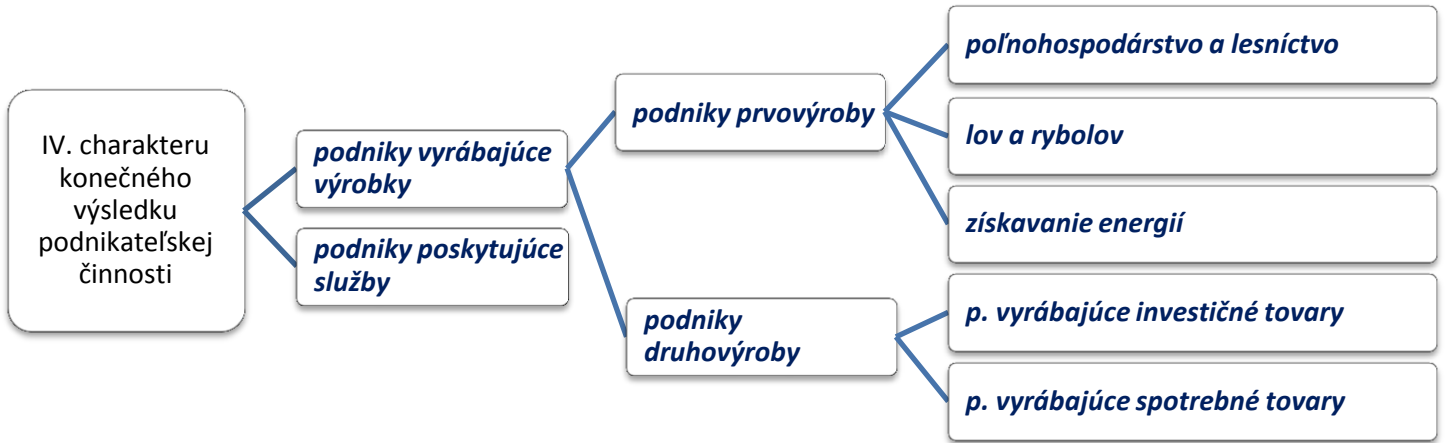 IV. charakteru
konečného
výsledku
podnikateľskej
činnosti
podniky vyrábajúce
výrobky
podniky poskytujúce
služby
podniky prvovýroby
podniky
druhovýroby
poľnohospodárstvo a lesníctvo
lov a rybolov
získavanie energií
p. vyrábajúce investičné tovary
p. vyrábajúce spotrebné tovary